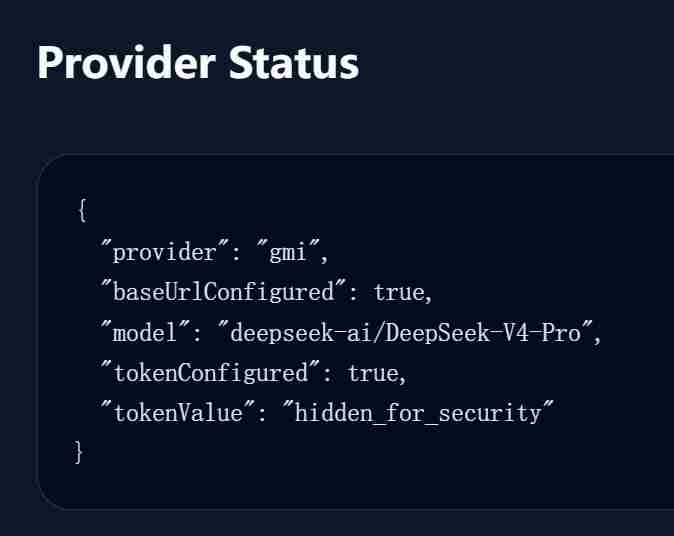 Provider Status
{
"provider": "gmi",
"baseUrlConfigured": true,
"model": "deepseek-ai/DeepSeek-V4-Pro",
"tokenConfigured": true,
"tokenValue": "hidden_for_security"
}